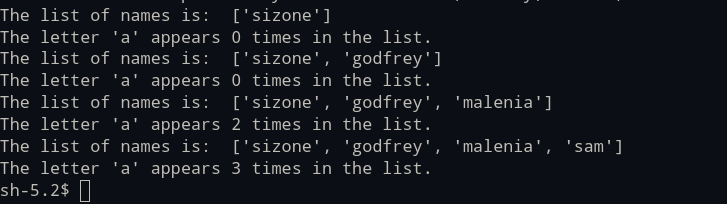 The list of names is:  ['sizone']
The letter 'a' appears 0 times in the list.
The list of names is:  ['sizone', 'godfrey']
The letter 'a' appears 0 times in the list.
The list of names is:  ['sizone', 'godfrey', 'malenia']
The letter 'a' appears 2 times in the list.
The list of names is:  ['sizone', 'godfrey', 'malenia', 'sam']
The letter 'a' appears 3 times in the list.
sh-5.2$